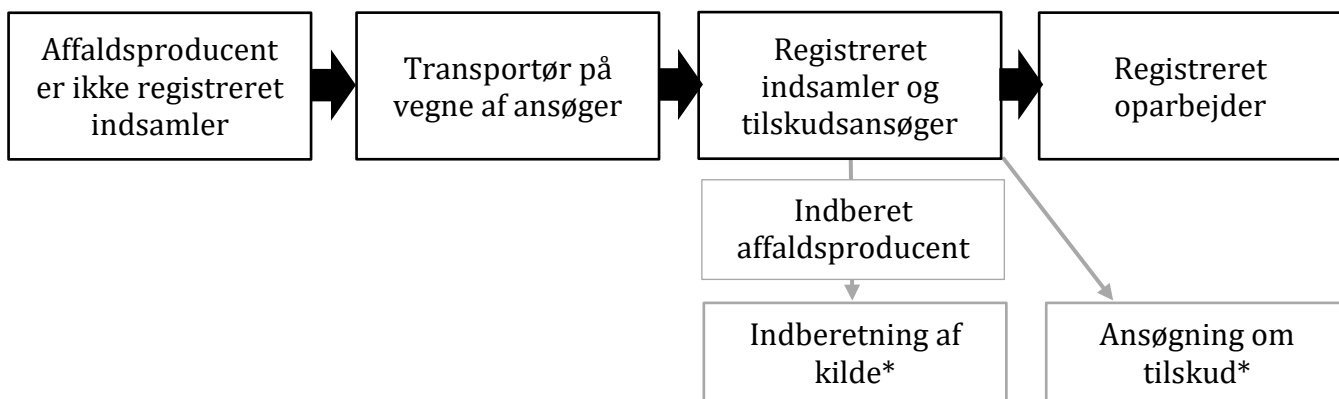 Affaldsproducent
er ikke registreret
indsamler
Transportør på
vegne af ansøger
Registreret
indsamler og
tilskudsansøger
Registreret
oparbejder
Indberet
affaldsproducent
Indberetning af
kilde*
Ansøgning om
tilskud*